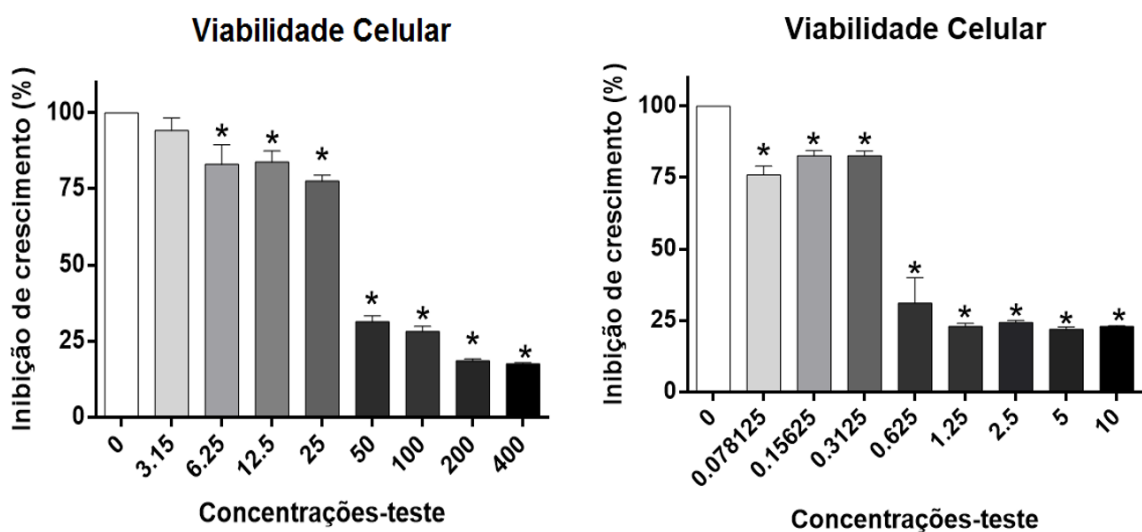 Viabilidade Celular
Inibição de crescimento (%)
100
75
50
25
0
* * * * * * *
0 3.15 6.25 12.5 25 50 100 200 400
Concentrações-teste
Viabilidade Celular
Inibição de crescimento (%)
100
75
50
25
0
* * * * * * * *
0 0.078125 0.15625 0.3125 0.625 1.25 2.5 5 10
Concentrações-teste